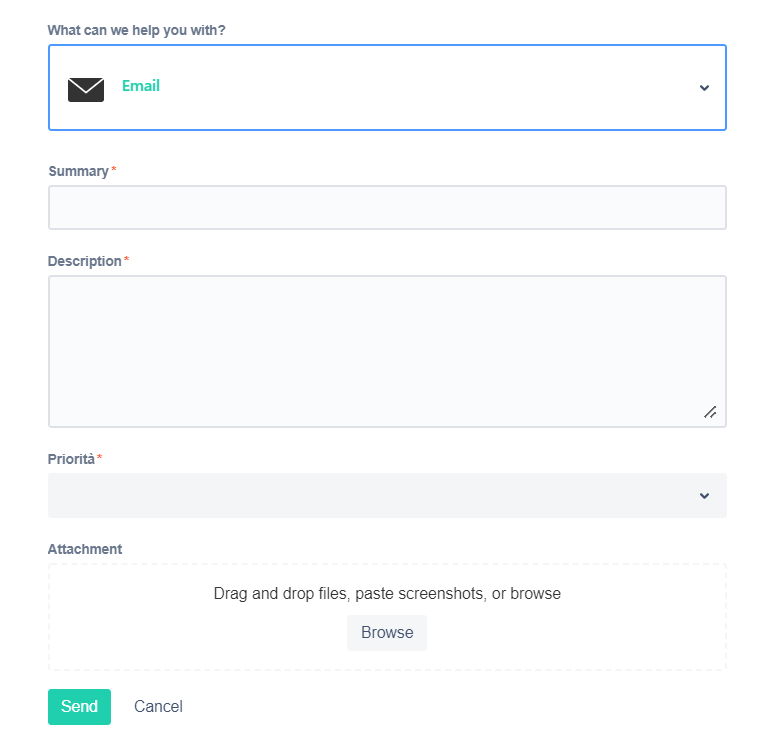 What can we help you with?
Email
Summary*
Description*
Priorità*
Attachment
Drag and drop files, paste screenshots, or browse
Browse
Send Cancel